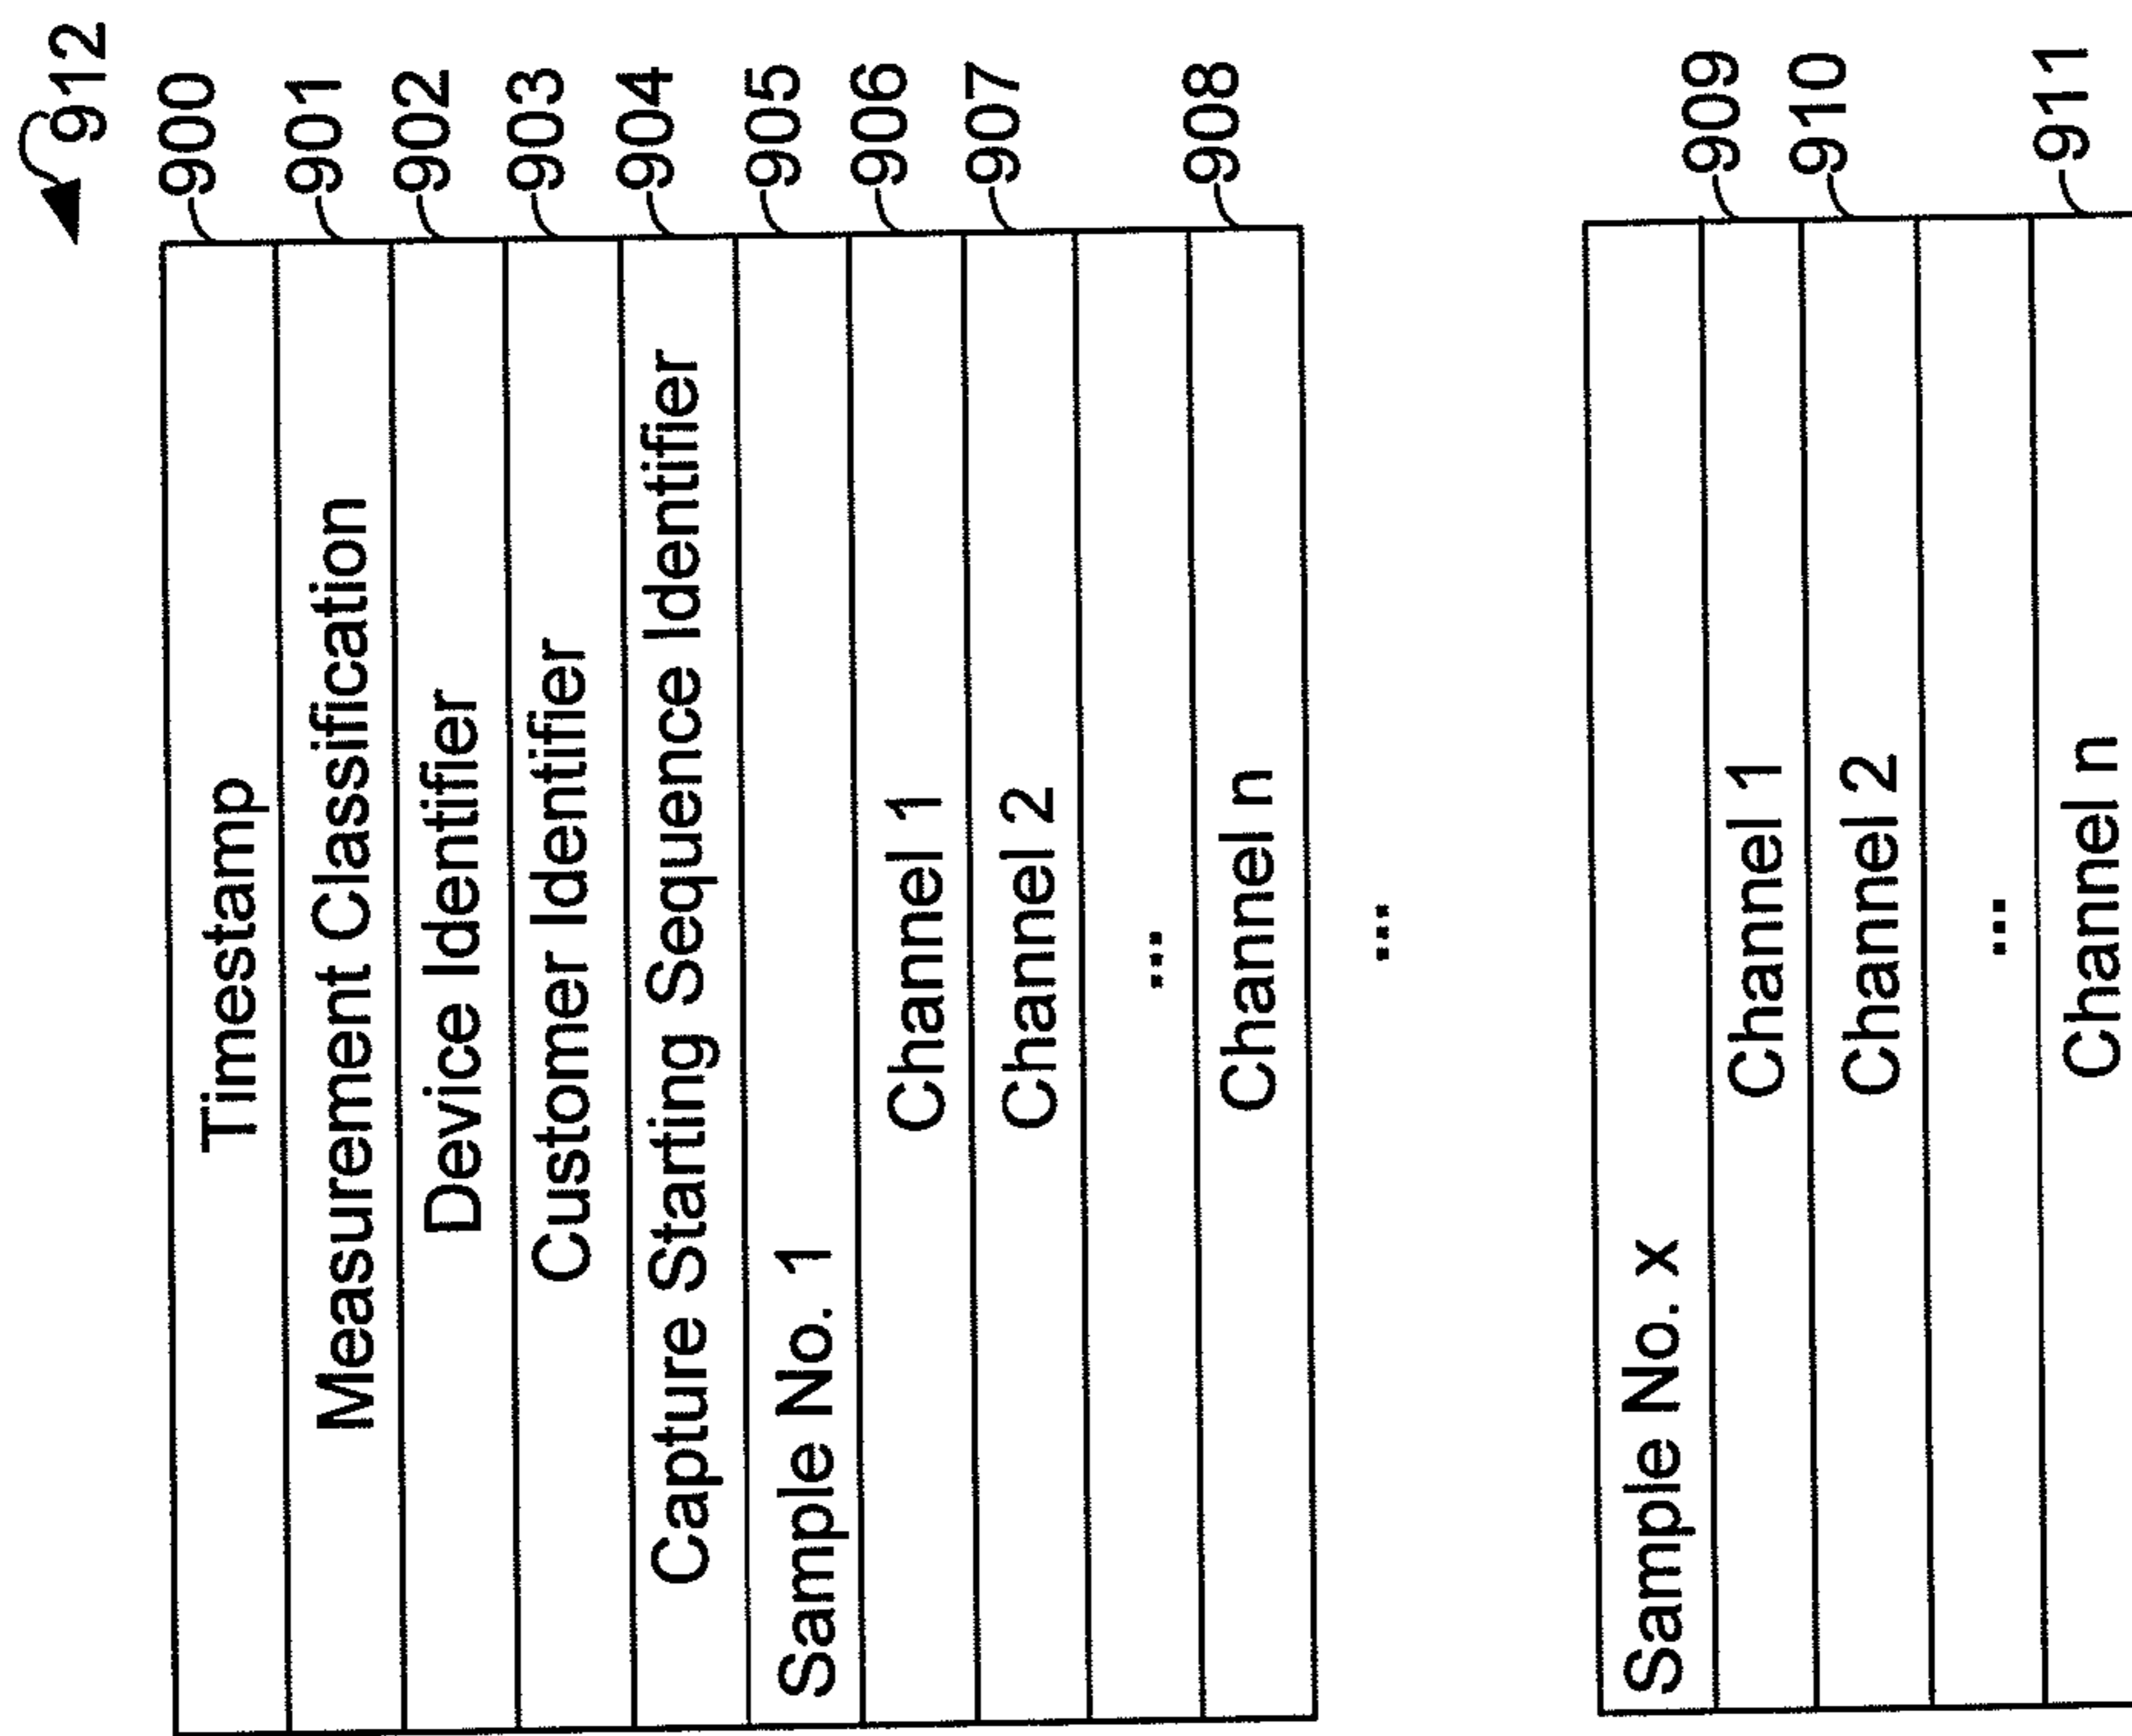 912
Timestamp 900
Measurement Classification 901
Device Identifier 902
Customer Identifier 903
Capture Starting Sequence Identifier 904
Sample No. 1 905
Channel 1 906
Channel 2 907
...
Channel n 908
...
Sample No. x
Channel 1 909
Channel 2 910
...
Channel n 911